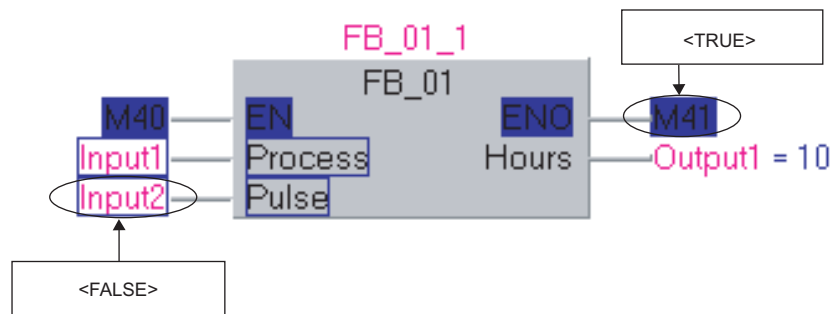 FB_01_1
<TRUE>
FB_01
M40 EN ENO M41
Input1 Process Hours Output1 = 10
Input2 Pulse
<FALSE>